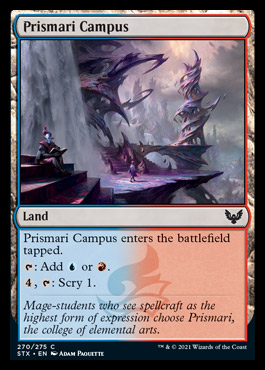 Prismari Campus
Land
Prismari Campus enters the battlefield
tapped.
: Add or .
4, : Scry 1.
Mage-students who see spellcraft as the
highest form of expression choose Prismari,
the college of elemental arts.
270/275 C
STX • EN Adam Paquette
™ & © 2021 Wizards of the Coast